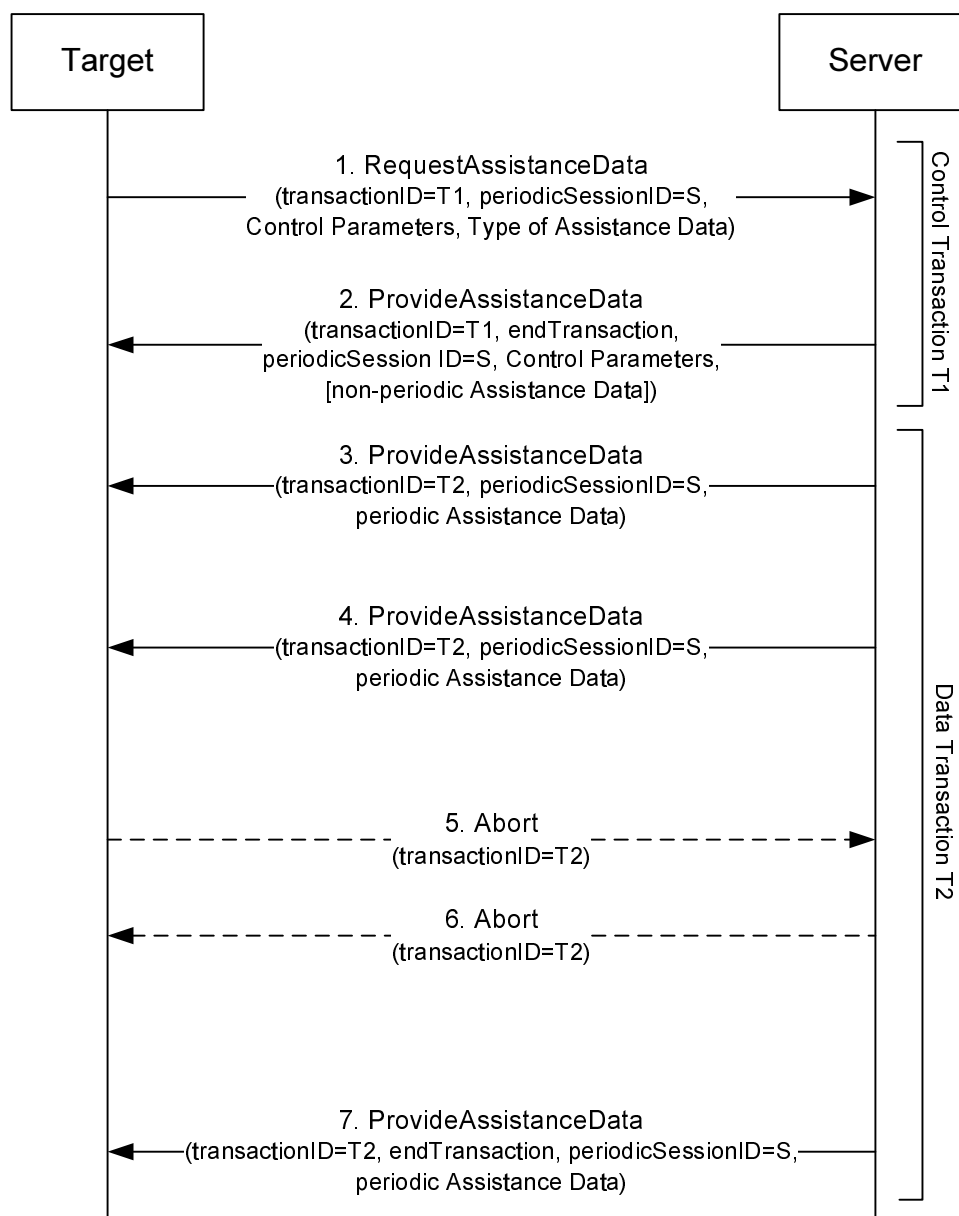 Target
Server
1. RequestAssistanceData
(transactionID=T1, periodicSessionID=S,
Control Parameters, Type of Assistance Data)
2. ProvideAssistanceData
(transactionID=T1, endTransaction,
periodicSession ID=S, Control Parameters,
[non-periodic Assistance Data])
Control Transaction T1
3. ProvideAssistanceData
(transactionID=T2, periodicSessionID=S,
periodic Assistance Data)
4. ProvideAssistanceData
(transactionID=T2, periodicSessionID=S,
periodic Assistance Data)
5. Abort
(transactionID=T2)
6. Abort
(transactionID=T2)
7. ProvideAssistanceData
(transactionID=T2, endTransaction, periodicSessionID=S,
periodic Assistance Data)
Data Transaction T2